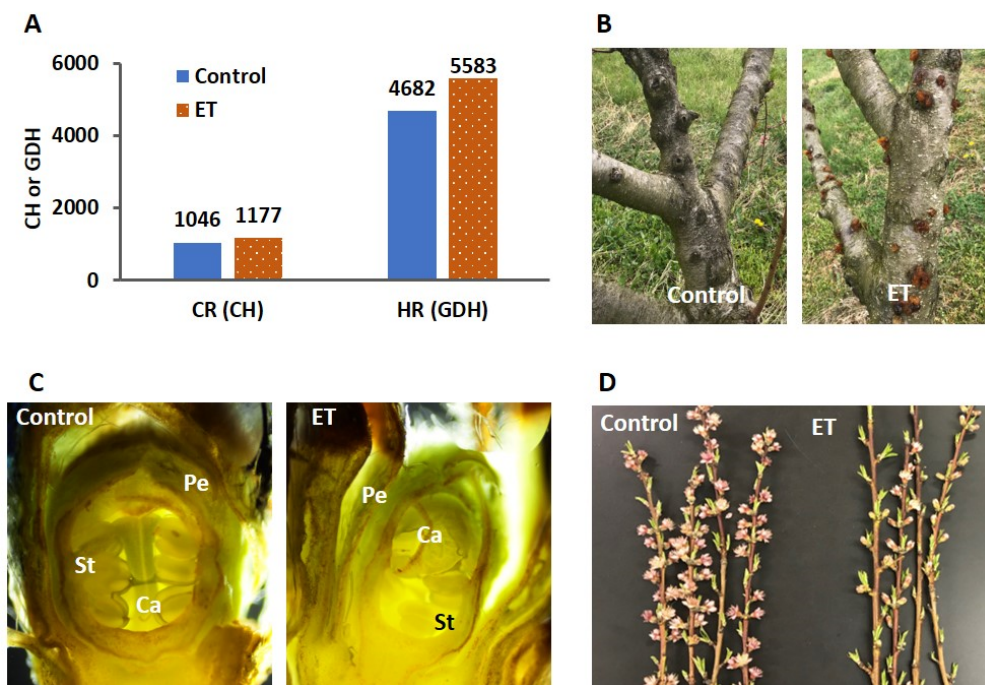 A
CH or GDH
6000
4000
2000
0
Control
ET
1046
1177
4682
5583
CR (CH)
HR (GDH)
B
Control
ET
C
Control
Pe
St
Ca
ET
Pe
Ca
St
D
Control
ET